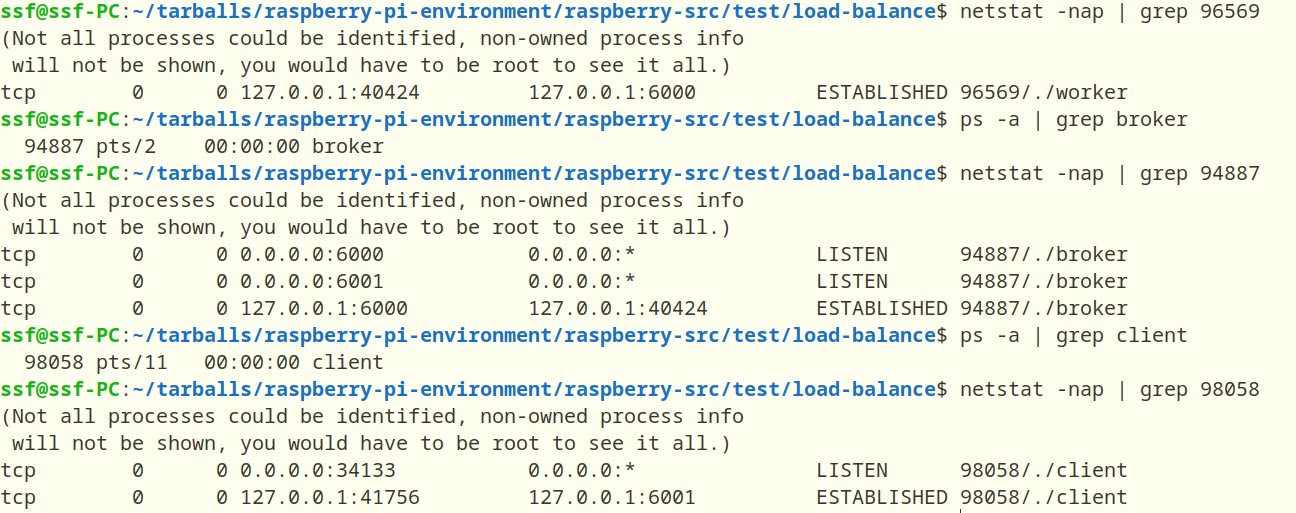 ssf@ssf-PC:~/tarballs/raspberry-pi-environment/raspberry-src/test/load-balance$ netstat -nap | grep 96569
(Not all processes could be identified, non-owned process info
 will not be shown, you would have to be root to see it all.)
tcp        0      0 127.0.0.1:40424         127.0.0.1:6000          ESTABLISHED 96569/./worker
ssf@ssf-PC:~/tarballs/raspberry-pi-environment/raspberry-src/test/load-balance$ ps -a | grep broker
  94887 pts/2    00:00:00 broker
ssf@ssf-PC:~/tarballs/raspberry-pi-environment/raspberry-src/test/load-balance$ netstat -nap | grep 94887
(Not all processes could be identified, non-owned process info
 will not be shown, you would have to be root to see it all.)
tcp        0      0 0.0.0.0:6000            0.0.0.0:*               LISTEN      94887/./broker
tcp        0      0 0.0.0.0:6001            0.0.0.0:*               LISTEN      94887/./broker
tcp        0      0 127.0.0.1:6000          127.0.0.1:40424         ESTABLISHED 94887/./broker
ssf@ssf-PC:~/tarballs/raspberry-pi-environment/raspberry-src/test/load-balance$ ps -a | grep client
  98058 pts/11   00:00:00 client
ssf@ssf-PC:~/tarballs/raspberry-pi-environment/raspberry-src/test/load-balance$ netstat -nap | grep 98058
(Not all processes could be identified, non-owned process info
 will not be shown, you would have to be root to see it all.)
tcp        0      0 0.0.0.0:34133           0.0.0.0:*               LISTEN      98058/./client
tcp        0      0 127.0.0.1:41756         127.0.0.1:6001          ESTABLISHED 98058/./client